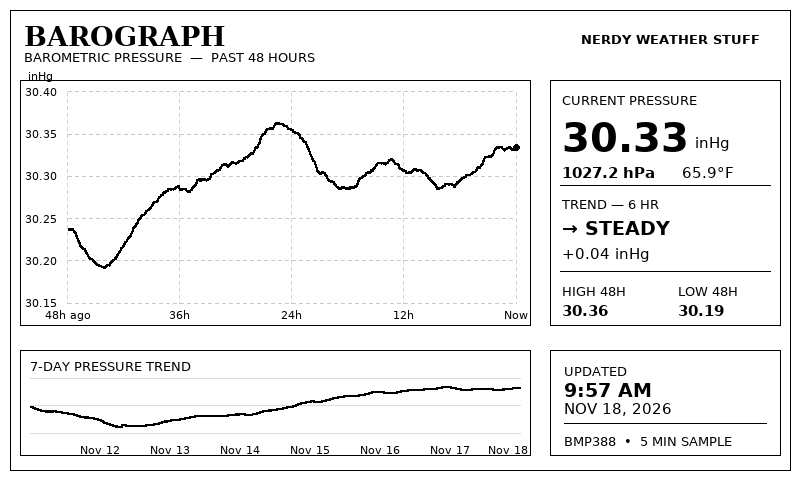 BAROGRAPH
BAROMETRIC PRESSURE — PAST 48 HOURS
NERDY WEATHER STUFF
inHg
30.40
30.35
30.30
30.25
30.20
30.15
48h ago 36h 24h 12h Now
CURRENT PRESSURE
30.33 inHg
1027.2 hPa 65.9°F
TREND — 6 HR
→ STEADY
+0.04 inHg
HIGH 48H LOW 48H
30.36 30.19
7-DAY PRESSURE TREND
Nov 12 Nov 13 Nov 14 Nov 15 Nov 16 Nov 17 Nov 18
UPDATED
9:57 AM
NOV 18, 2026
BMP388 • 5 MIN SAMPLE